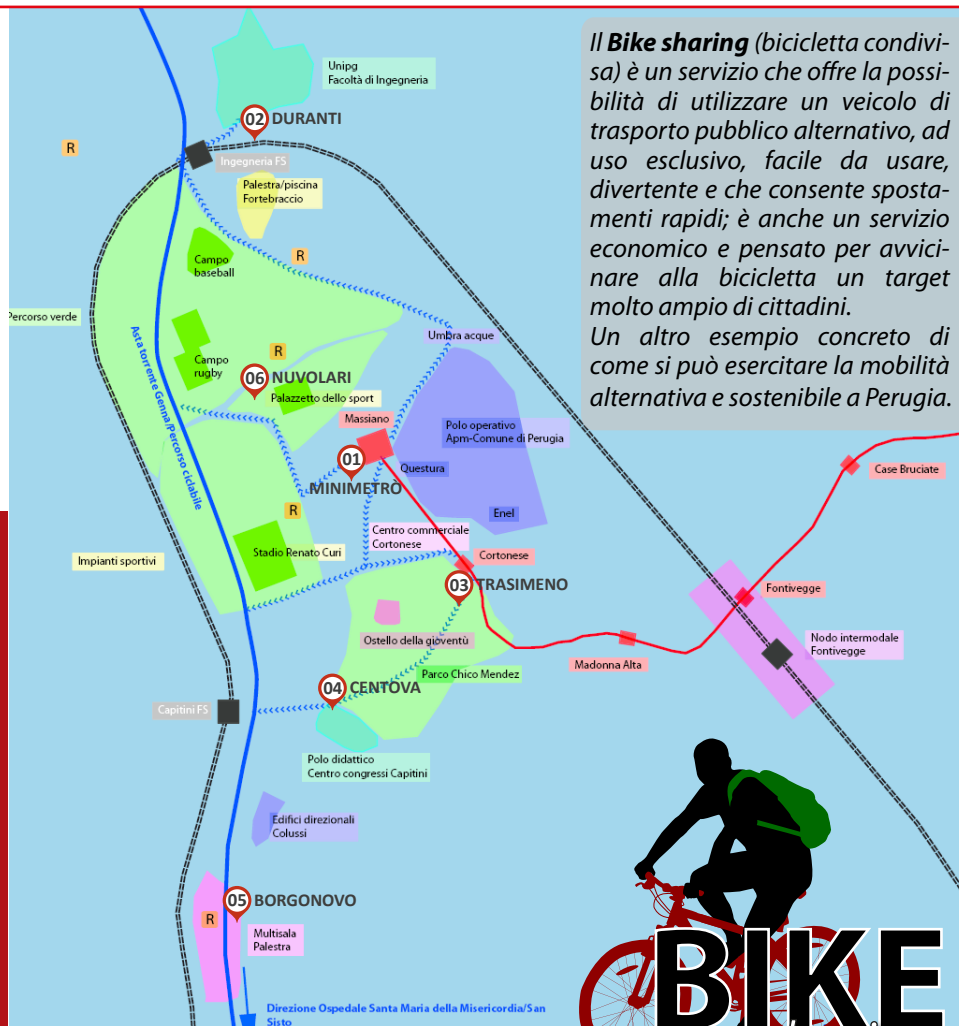 Il Bike sharing (bicicletta condivi-
sa) è un servizio che offre la possi-
bilità di utilizzare un veicolo di
trasporto pubblico alternativo, ad
uso esclusivo, facile da usare,
divertente e che consente sposta-
menti rapidi; è anche un servizio
economico e pensato per avvici-
nare alla bicicletta un target
molto ampio di cittadini.
Un altro esempio concreto di
come si può esercitare la mobilità
alternativa e sostenibile a Perugia.
Unipg
Facoltà di Ingegneria
02 DURANTI
R
Ingegneria FS
Palestra/piscina
Fortebraccio
R
Campo
baseball
Percorso verde
Asta torrente Genna/Percorso ciclabile
Umbra acque
R
Campo
rugby
06 NUVOLARI
Palazzetto dello sport
Massiano
Polo operativo
Apm-Comune di Perugia
01
MINIMETRÒ
Questura
Case Bruciate
R
Enel
Centro commerciale
Cortonese
Stadio Renato Curi
Impianti sportivi
Cortonese
03 TRASIMENO
Fontivegge
Ostello della gioventù
Nodo intermodale
Fontivegge
Madonna Alta
Parco Chico Mendez
04 CENTOVA
Capitini FS
Polo didattico
Centro congressi Capitini
Edifici direzionali
Colussi
05 BORGONOVO
R
Multisala
Palestra
BIKE
Direzione Ospedale Santa Maria della Misericordia/San
Sisto